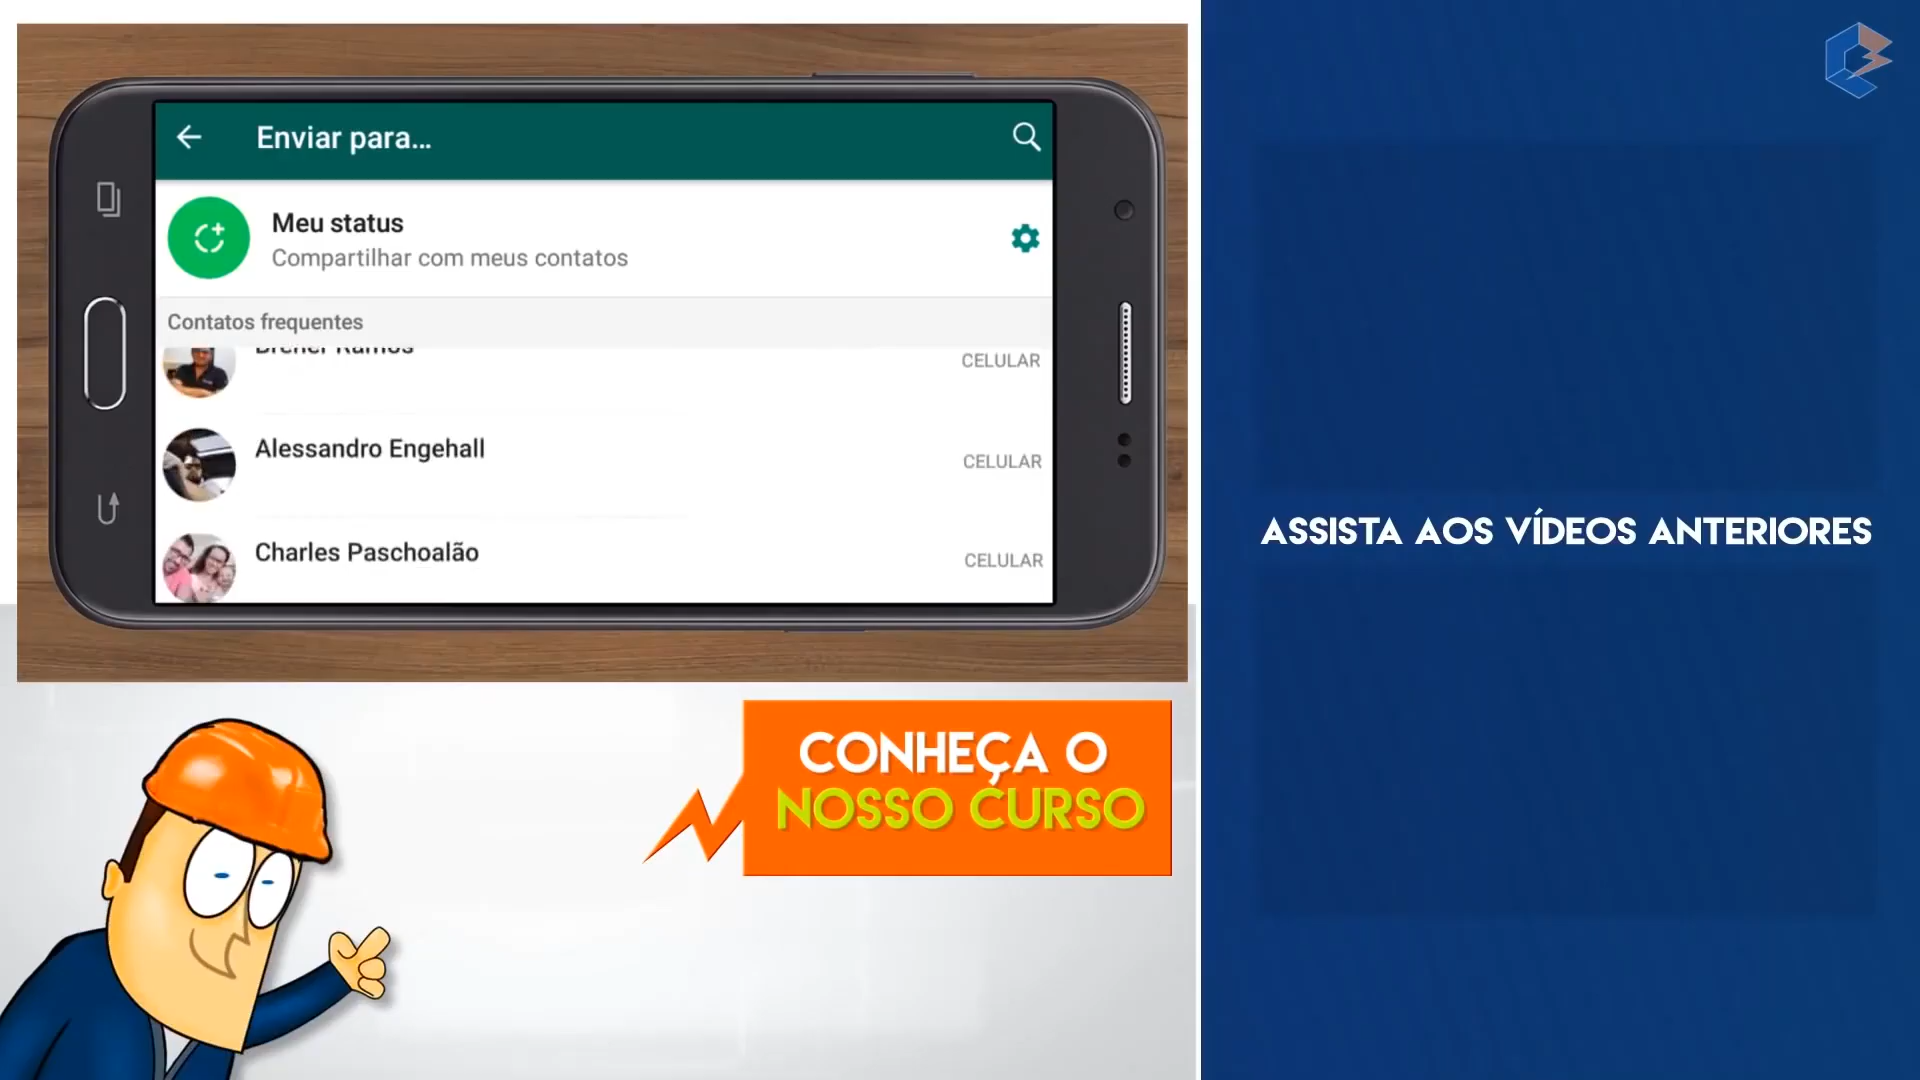 Enviar para...
Meu status
Compartilhar com meus contatos
Contatos frequentes
CELULAR
Alessandro Engehall
CELULAR
Charles Paschoalão
CELULAR
CONHEÇA O
NOSSO CURSO
ASSISTA AOS VÍDEOS ANTERIORES